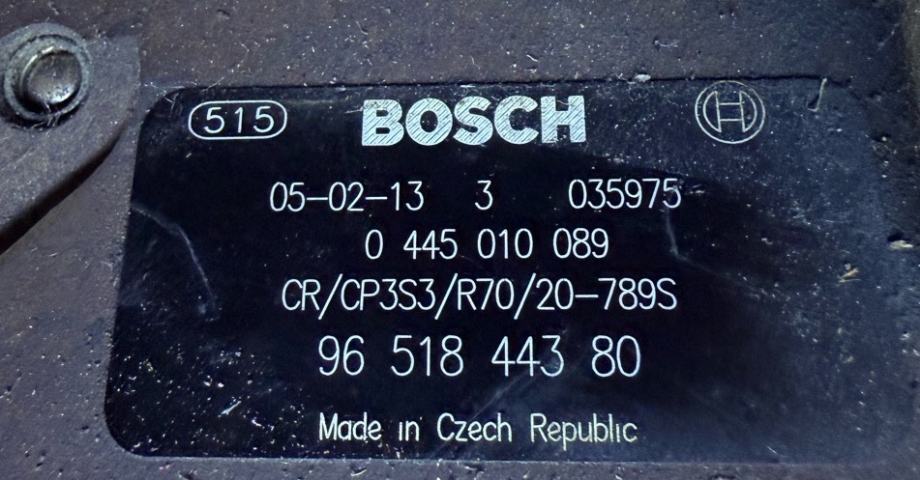 515 BOSCH H
05-02-13 3 035975
0 445 010 089
CR/CP3S3/R70/20-789S
96 518 443 80
Made in Czech Republic